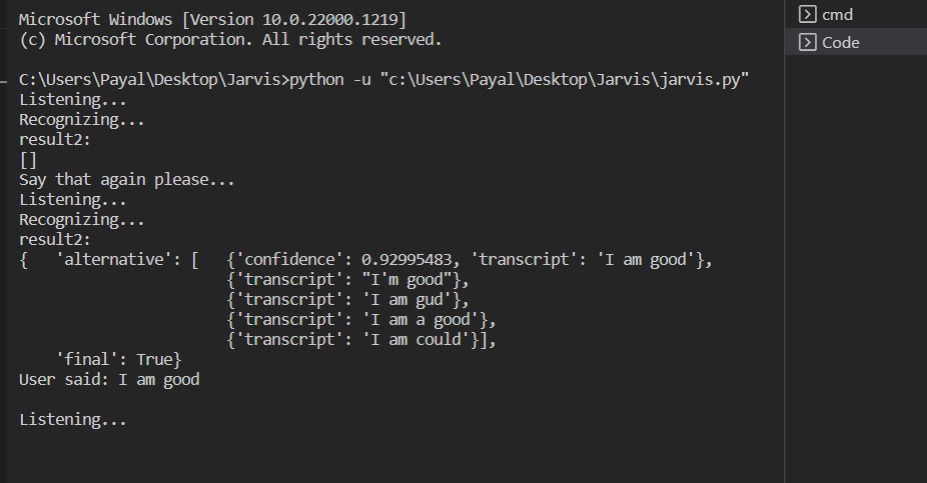 Microsoft Windows [Version 10.0.22000.1219]
(c) Microsoft Corporation. All rights reserved.
C:\Users\Payal\Desktop\Jarvis>python -u "c:\Users\Payal\Desktop\Jarvis\jarvis.py"
Listening...
Recognizing...
result2:
[]
Say that again please...
Listening...
Recognizing...
result2:
{   'alternative': [   {'confidence': 0.92995483, 'transcript': 'I am good'},
                       {'transcript': "I'm good"},
                       {'transcript': 'I am gud'},
                       {'transcript': 'I am a good'},
                       {'transcript': 'I am could'}],
    'final': True}
User said: I am good
Listening...
cmd
Code